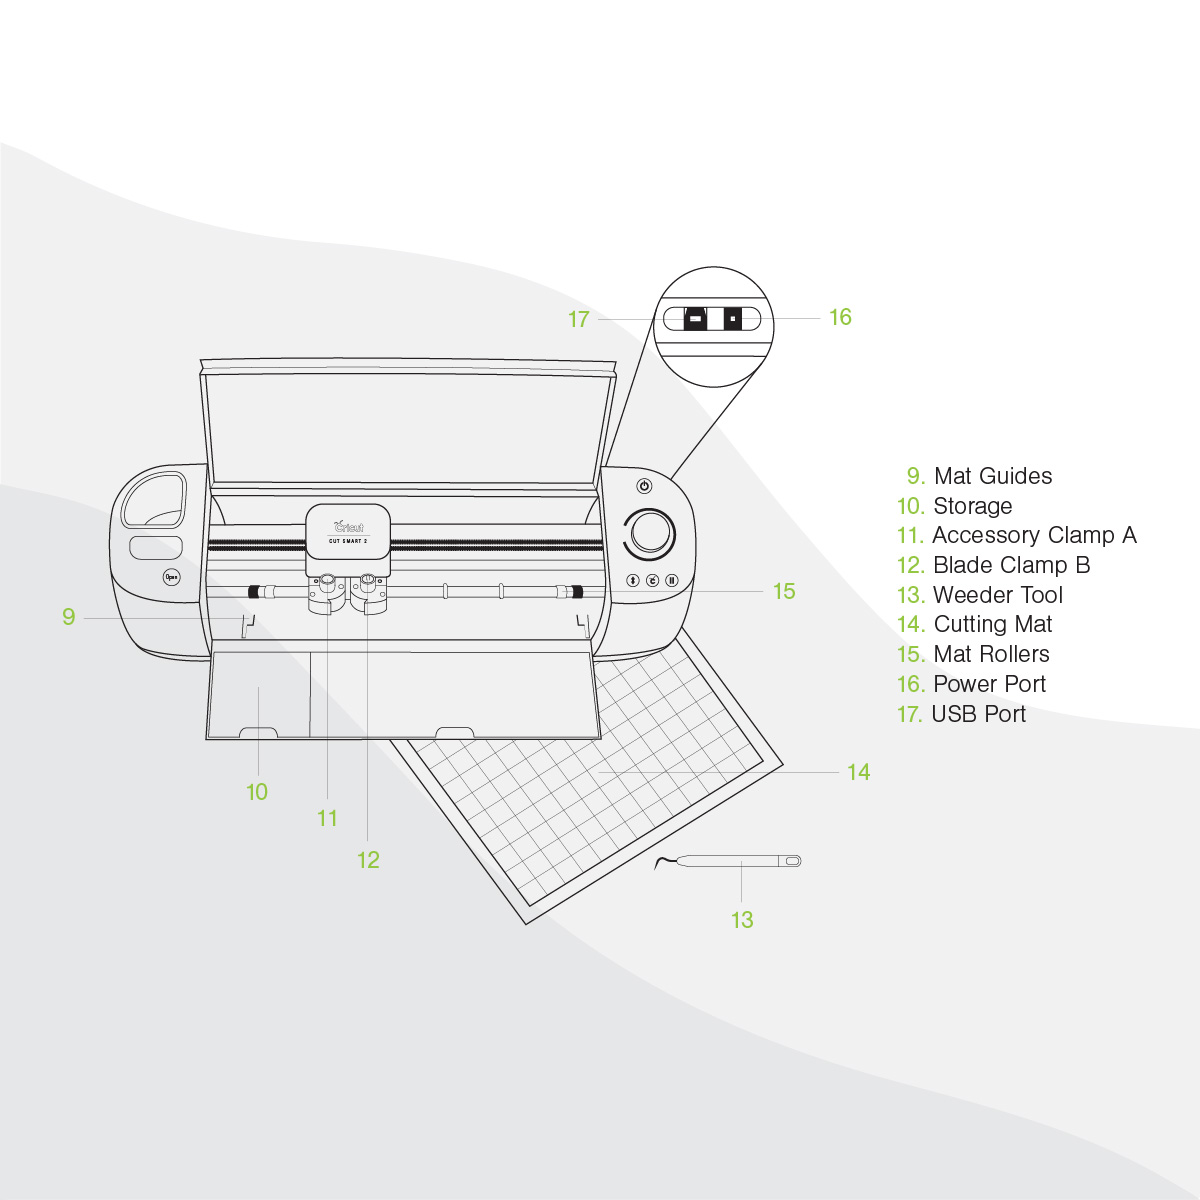 17
16
Cricut
CUT SMART 2
Open
15
9
10
11
12
14
13
9. Mat Guides
10. Storage
11. Accessory Clamp A
12. Blade Clamp B
13. Weeder Tool
14. Cutting Mat
15. Mat Rollers
16. Power Port
17. USB Port